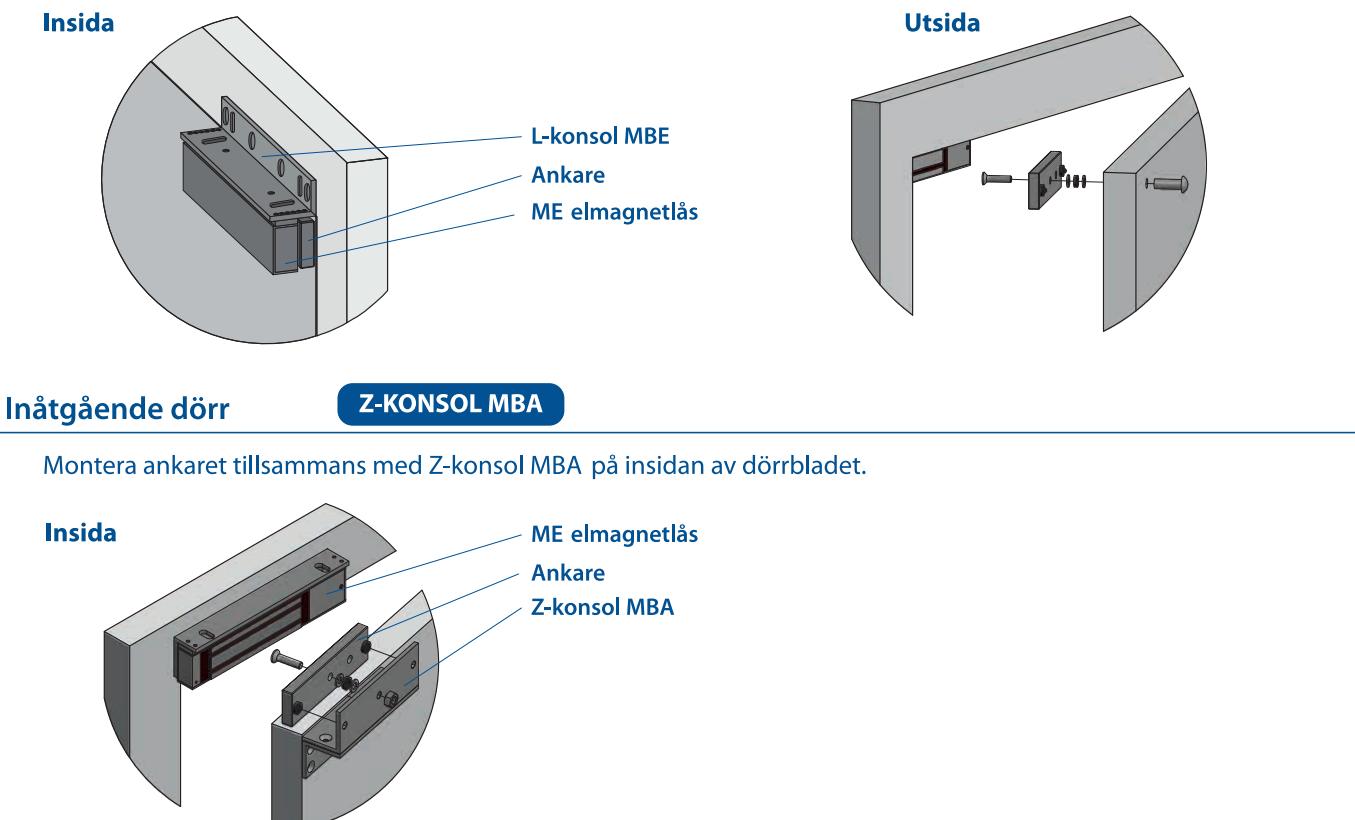 Insida
Utsida
L-konsol MBE
Ankare
ME elmagnetlås
Inåtgående dörr
Z-KONSOL MBA
Montera ankaret tillsammans med Z-konsol MBA på insidan av dörrbladet.
Insida
ME elmagnetlås
Ankare
Z-konsol MBA